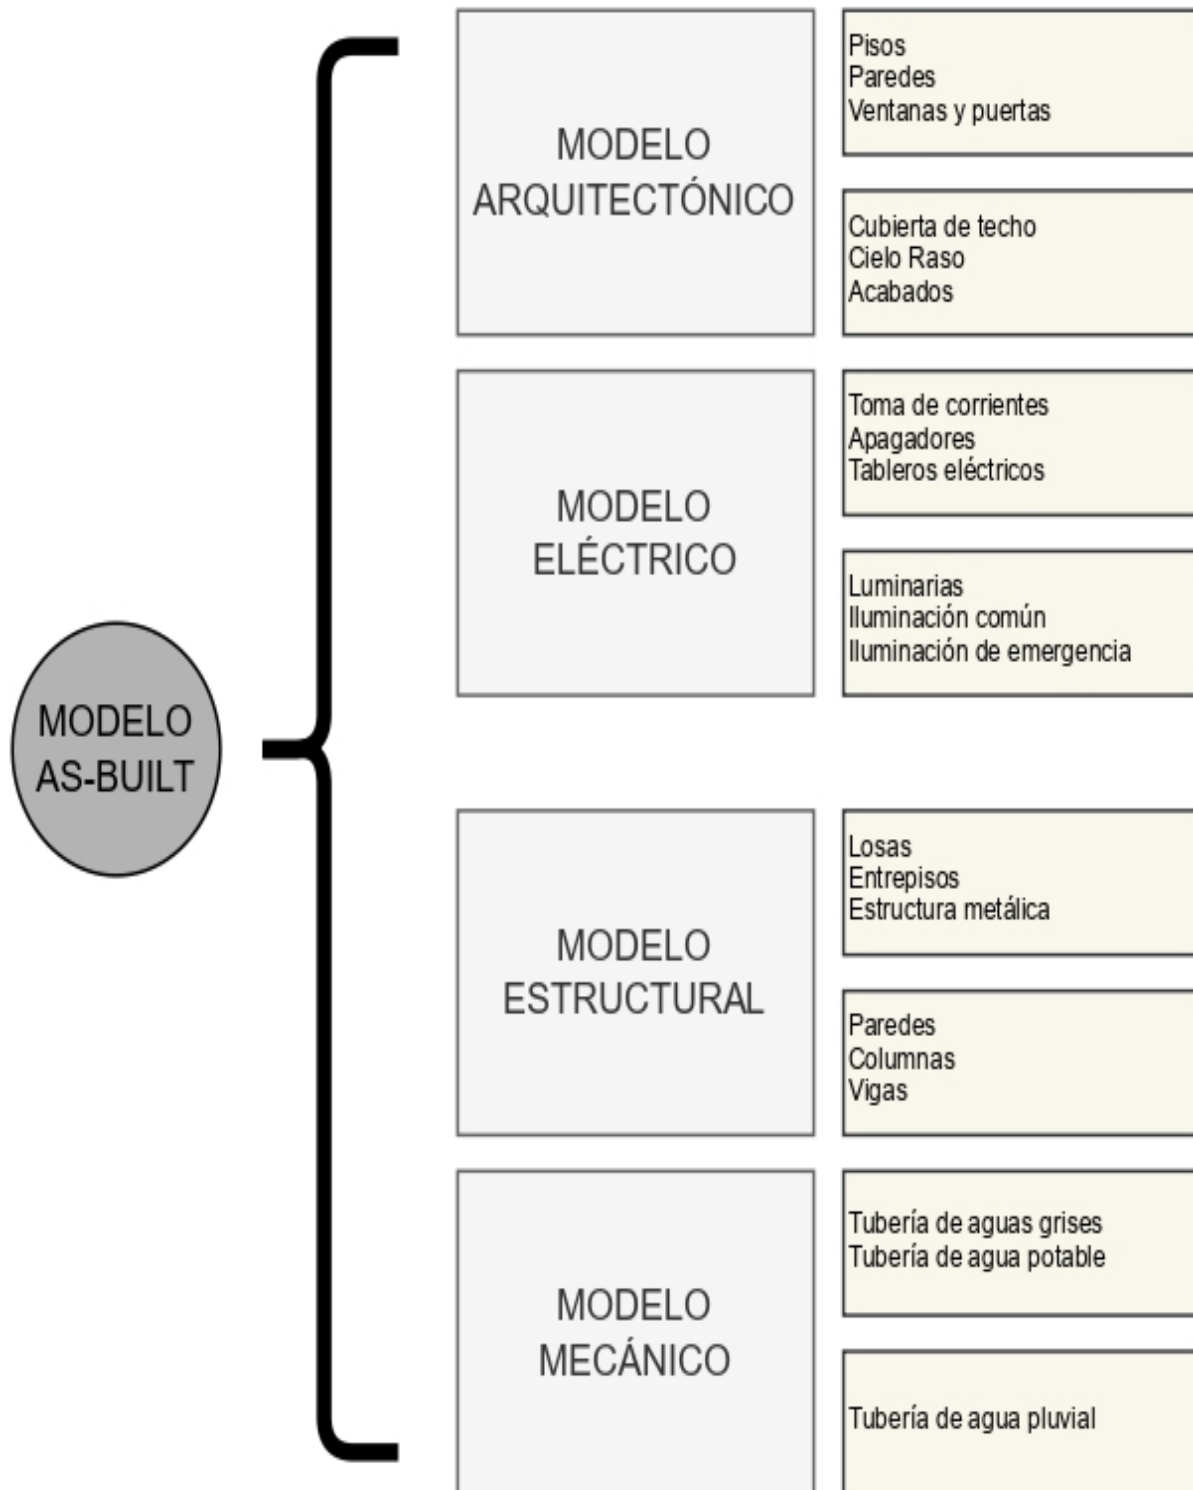 MODELO
AS-BUILT
MODELO
ARQUITECTÓNICO
Pisos
Paredes
Ventanas y puertas
Cubierta de techo
Cielo Raso
Acabados
MODELO
ELÉCTRICO
Toma de corrientes
Apagadores
Tableros eléctricos
Luminarias
Iluminación común
Iluminación de emergencia
MODELO
ESTRUCTURAL
Losas
Entrepisos
Estructura metálica
Paredes
Columnas
Vigas
MODELO
MECÁNICO
Tubería de aguas grises
Tubería de agua potable
Tubería de agua pluvial